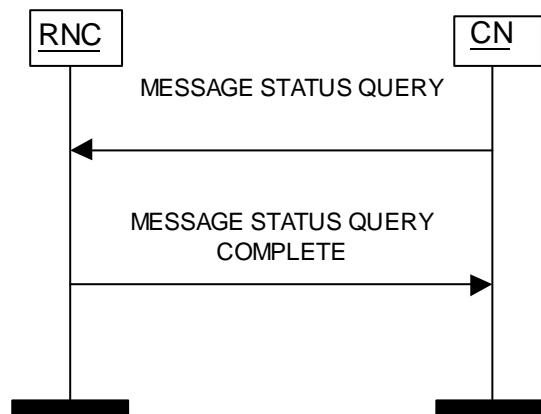 RNC
CN
MESSAGE STATUS QUERY
MESSAGE STATUS QUERY
COMPLETE